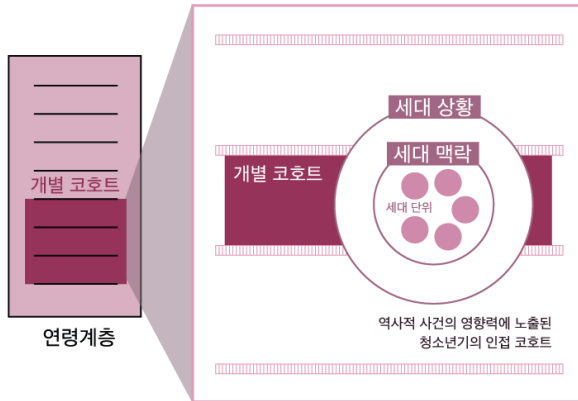 개별 코호트
연령계층
세대 상황
세대 맥락
개별 코호트
세대 단위
역사적 사건의 영향력에 노출된
청소년기의 인접 코호트